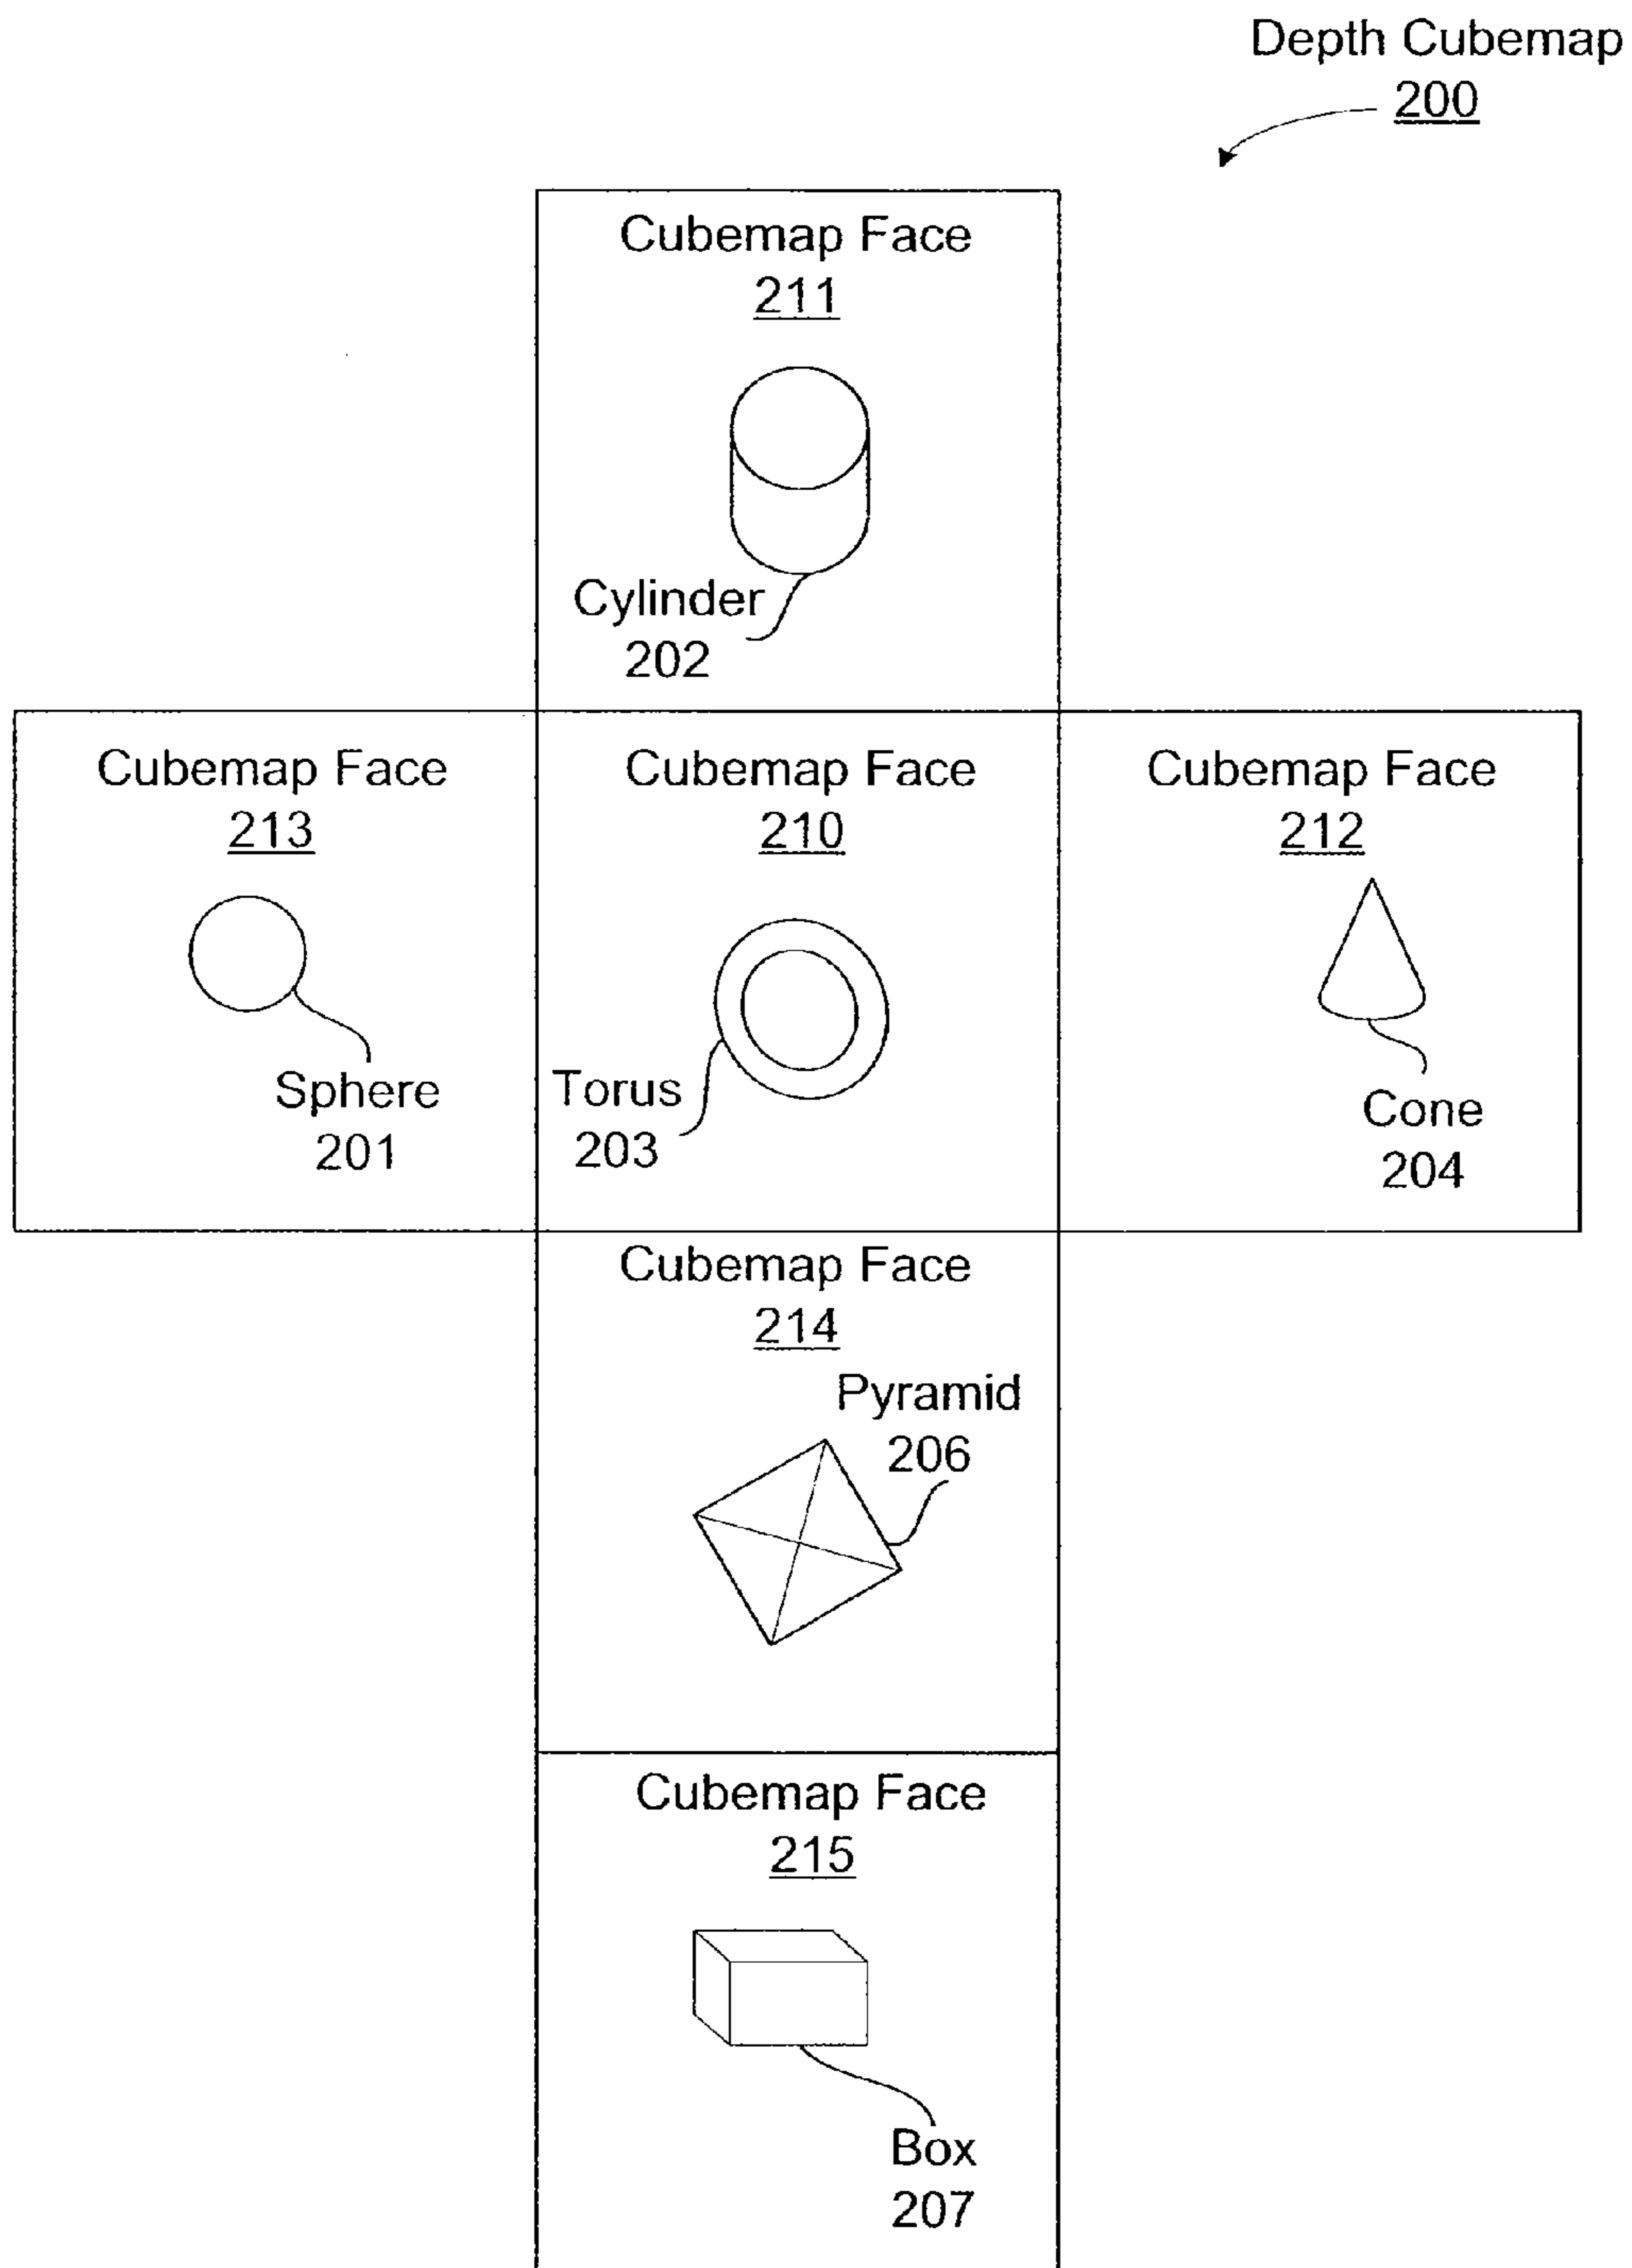 Depth Cubemap
200
Cubemap Face
211
Cylinder
202
Cubemap Face
213
Sphere
201
Cubemap Face
210
Torus
203
Cubemap Face
212
Cone
204
Cubemap Face
214
Pyramid
206
Cubemap Face
215
Box
207